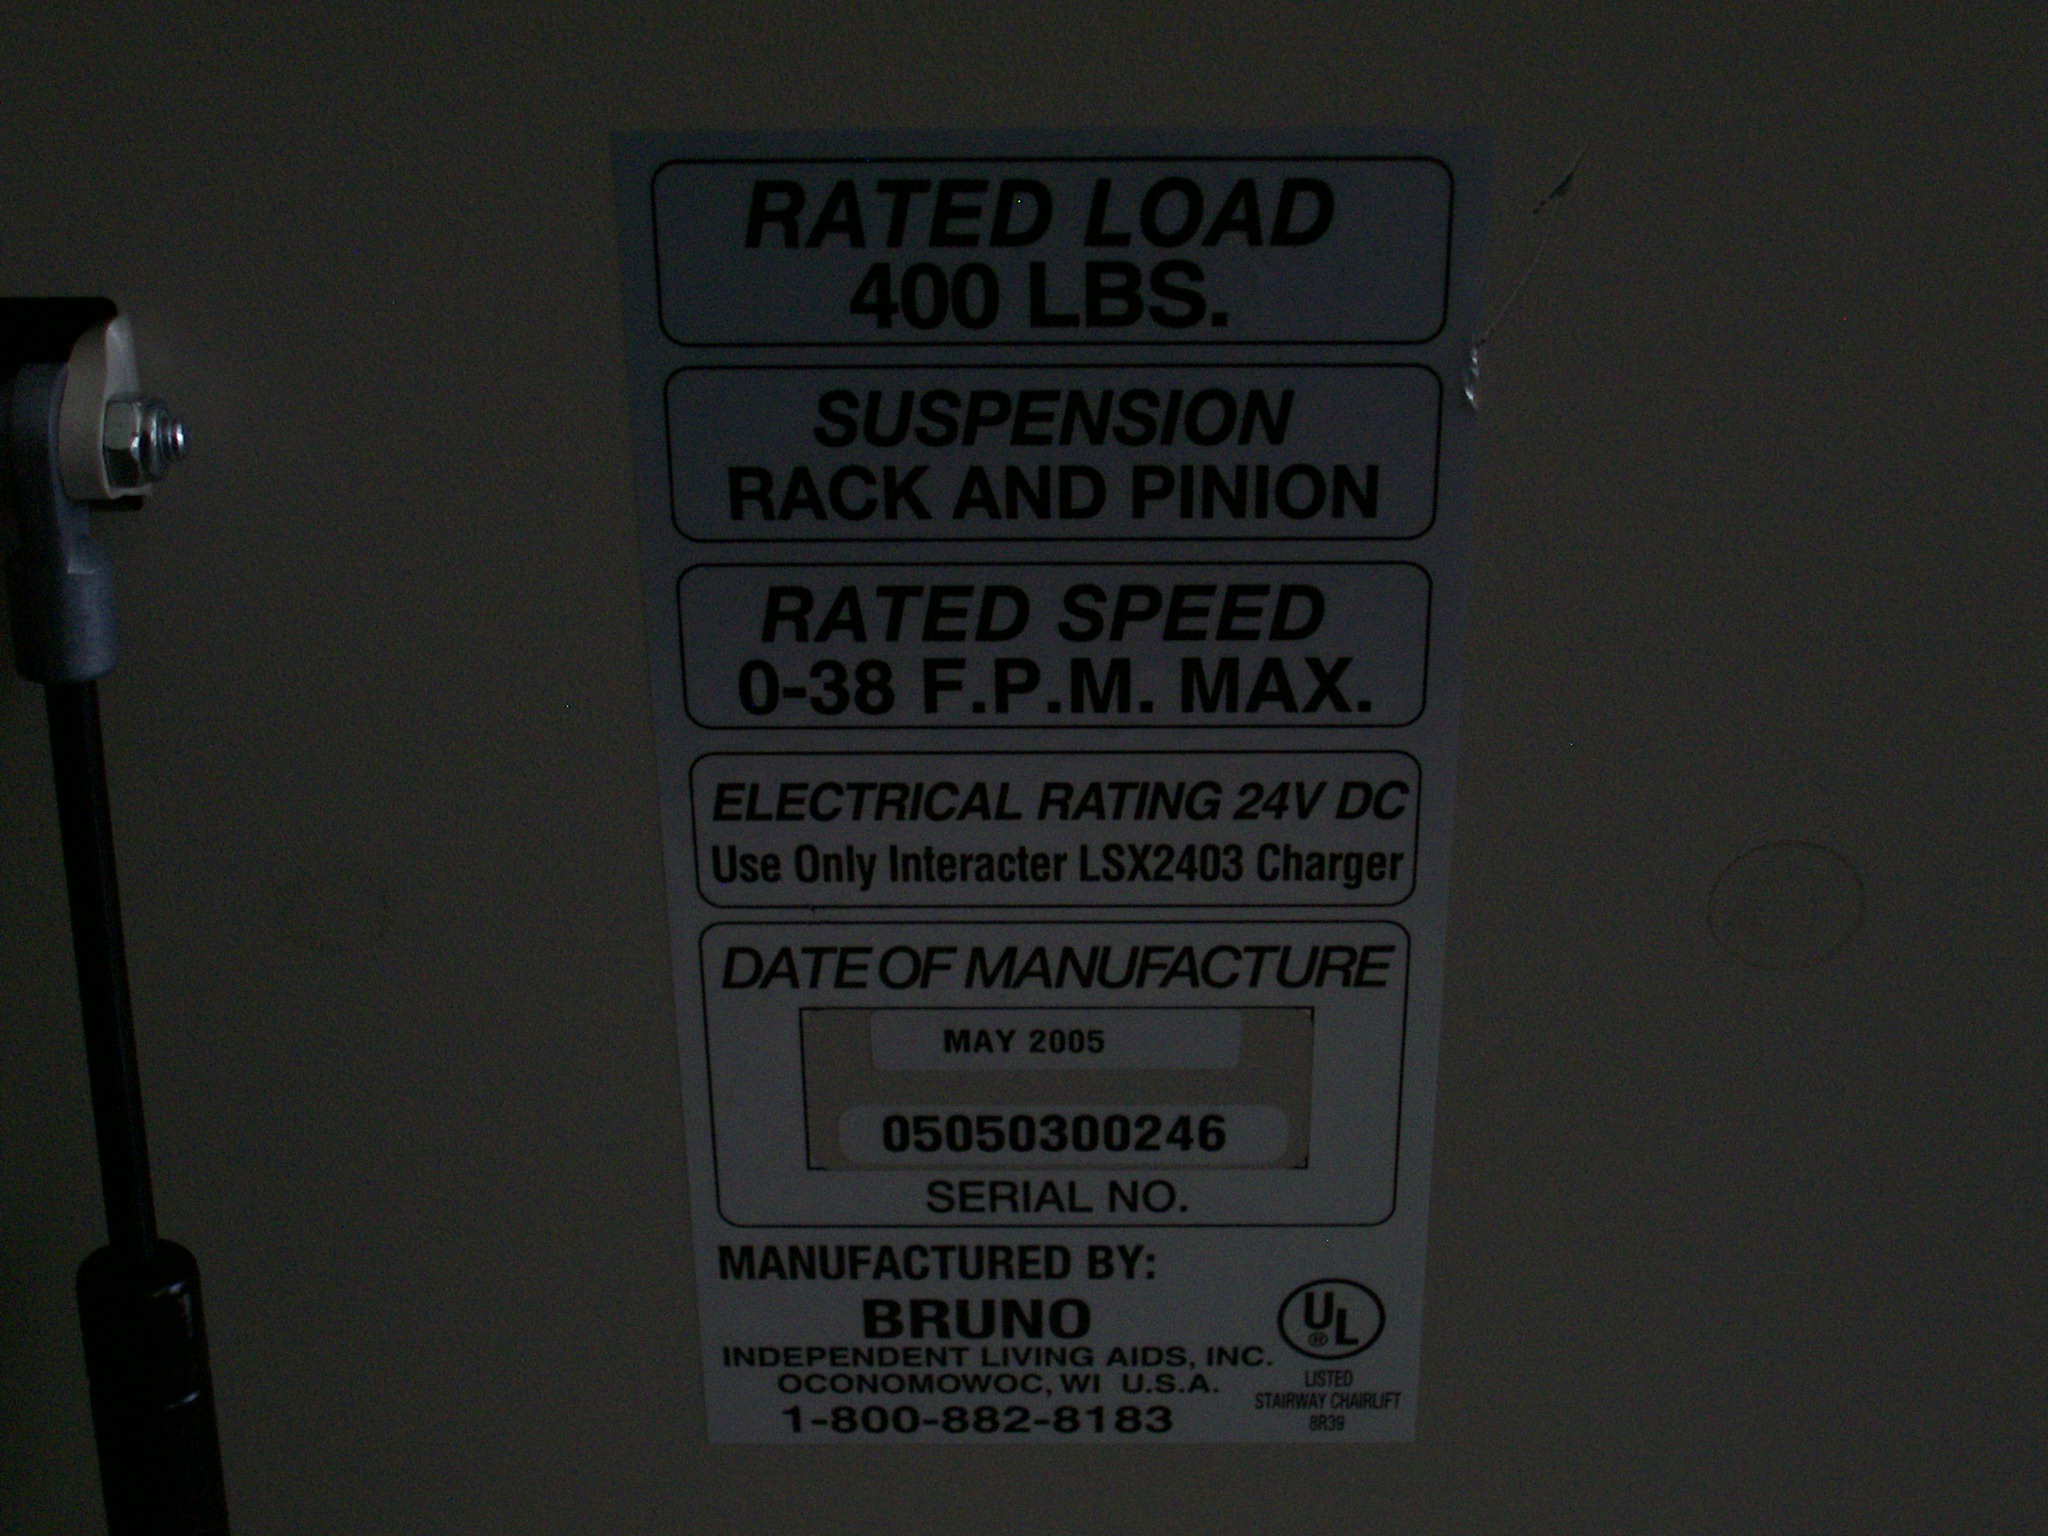 RATED LOAD
400 LBS.
SUSPENSION
RACK AND PINION
RATED SPEED
0-38 F.P.M. MAX.
ELECTRICAL RATING 24V DC
Use Only Interacter LSX2403 Charger
DATE OF MANUFACTURE
MAY 2005
05050300246
SERIAL NO.
MANUFACTURED BY:
BRUNO
INDEPENDENT LIVING AIDS, INC.
OCONOMOWOC, WI U.S.A.
1-800-882-8183
UL
®
LISTED
STAIRWAY CHAIRLIFT
8R39